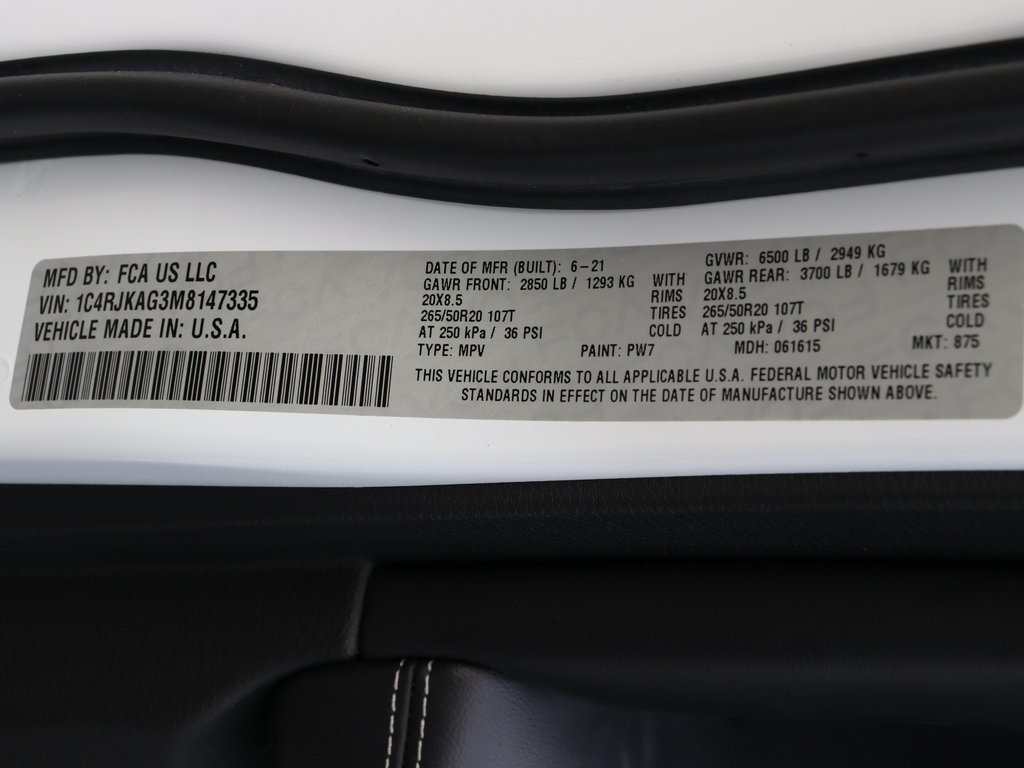 MFD BY: FCA US LLC
VIN: 1C4RJKAG3M8147335
VEHICLE MADE IN: U.S.A.
DATE OF MFR (BUILT): 6-21
GAWR FRONT: 2850 LB / 1293 KG WITH
20X8.5 RIMS
265/50R20 107T TIRES
AT 250 kPa / 36 PSI COLD
GVWR: 6500 LB / 2949 KG
GAWR REAR: 3700 LB / 1679 KG WITH
20X8.5 RIMS
265/50R20 107T TIRES
AT 250 kPa / 36 PSI COLD
TYPE: MPV PAINT: PW7 MDH: 061615 MKT: 875
THIS VEHICLE CONFORMS TO ALL APPLICABLE U.S.A. FEDERAL MOTOR VEHICLE SAFETY
STANDARDS IN EFFECT ON THE DATE OF MANUFACTURE SHOWN ABOVE.